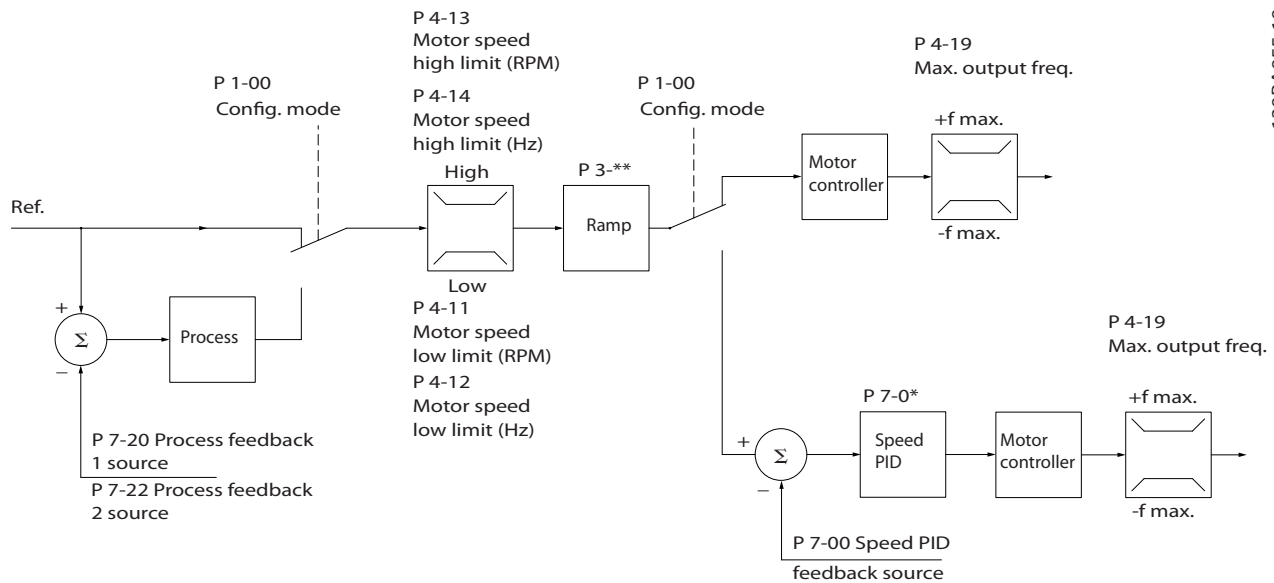 P 4-13
Motor speed
high limit (RPM)
P 4-14
Motor speed
high limit (Hz)
High
P 1-00
Config. mode
P 3-**
Ramp
P 1-00
Config. mode
P 4-19
Max. output freq.
+f max.
Motor
controller
-f max.
Ref.
+
Σ
−
Process
Low
P 4-11
Motor speed
low limit (RPM)
P 4-12
Motor speed
low limit (Hz)
P 7-20 Process feedback
1 source
P 7-22 Process feedback
2 source
P 4-19
Max. output freq.
+f max.
P 7-0*
+
Σ
−
Speed
PID
Motor
controller
-f max.
P 7-00 Speed PID
feedback source